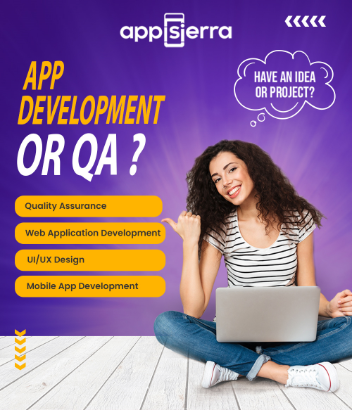 appsierra
HAVE AN IDEA
OR PROJECT?
APP
DEVELOPMENT
OR QA ?
Quality Assurance
Web Application Development
UI/UX Design
Mobile App Development